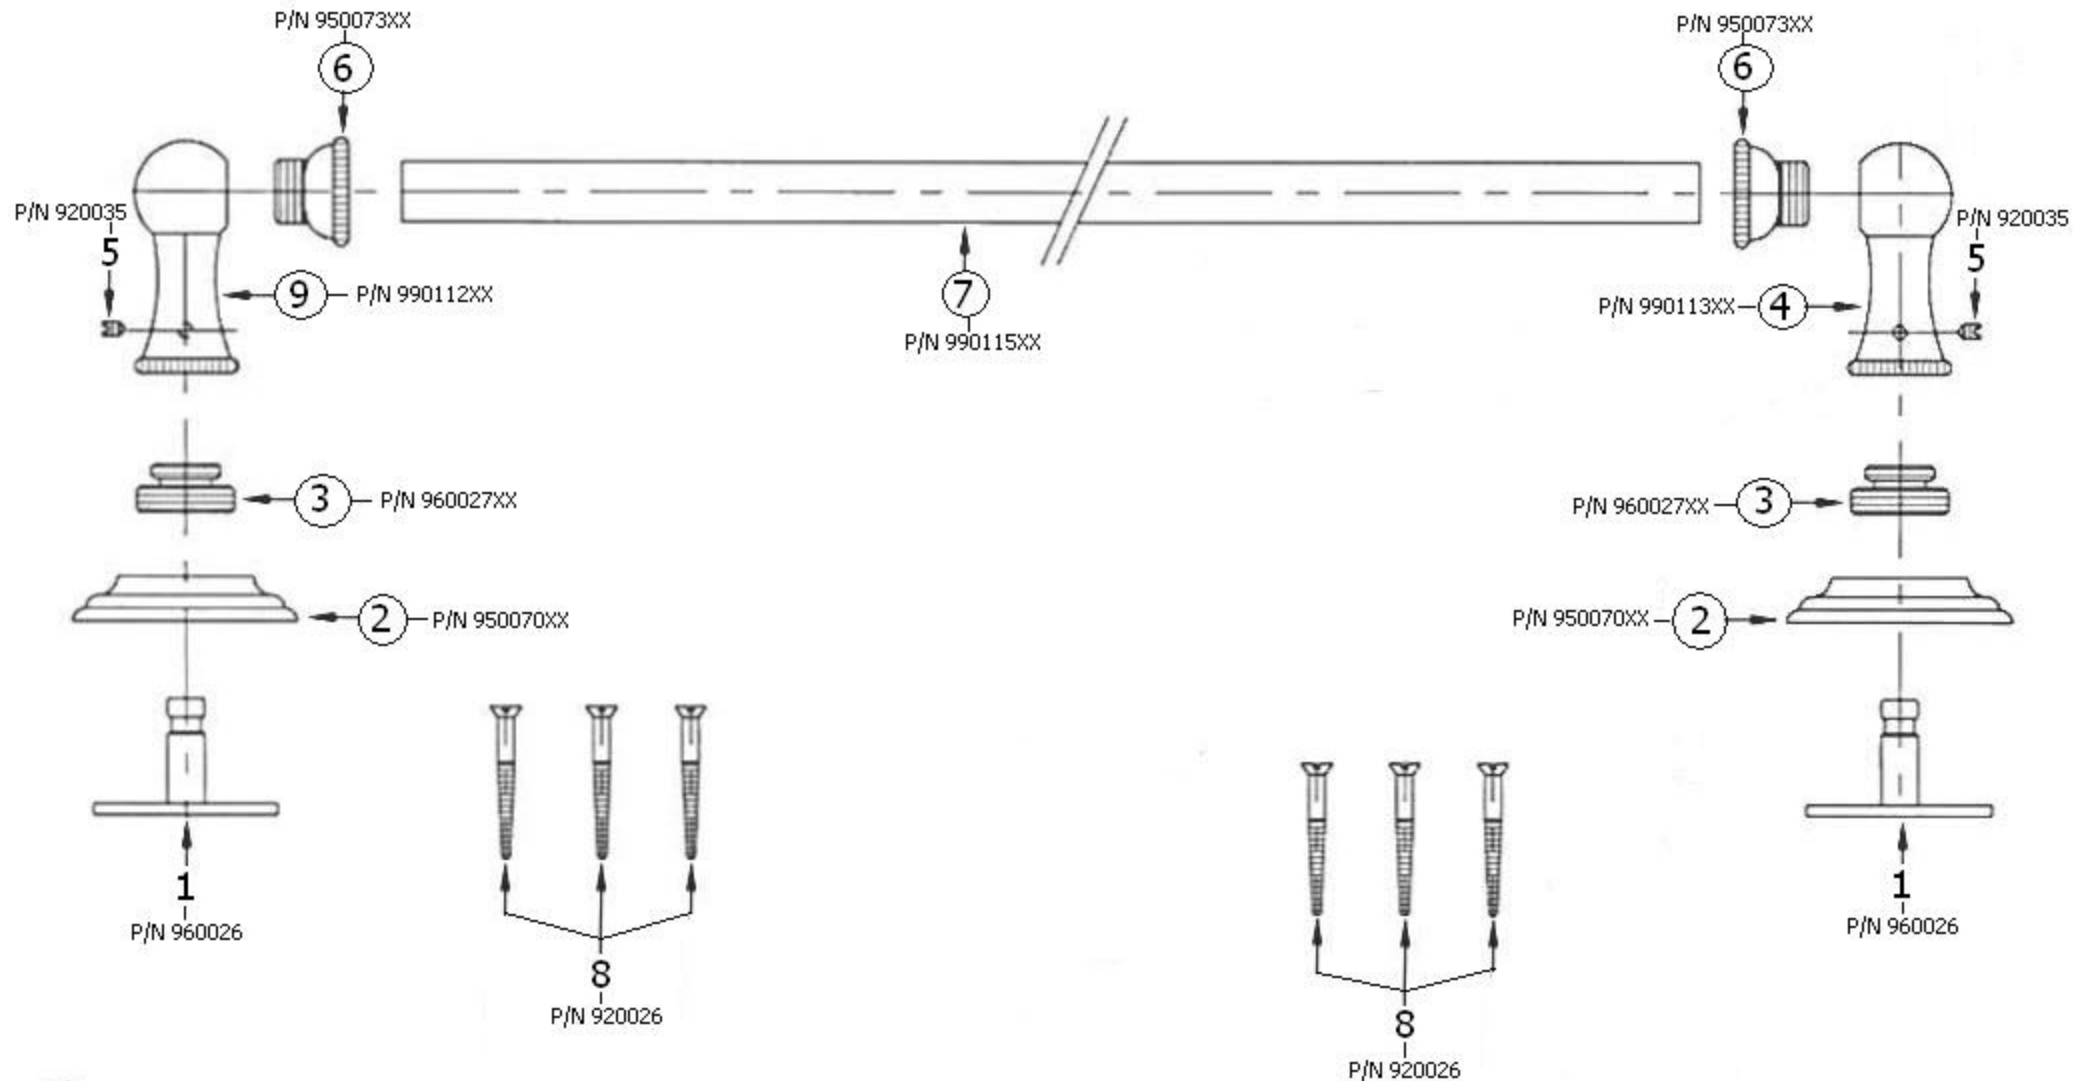 P/N 950073XX
6
P/N 950073XX
6
P/N 920035
5
P/N 920035
5
9
P/N 990112XX
7
P/N 990115XX
P/N 990113XX
4
3
P/N 960027XX
P/N 960027XX
3
2
P/N 950070XX
P/N 950070XX
2
1
P/N 960026
1
P/N 960026
8
P/N 920026
8
P/N 920026